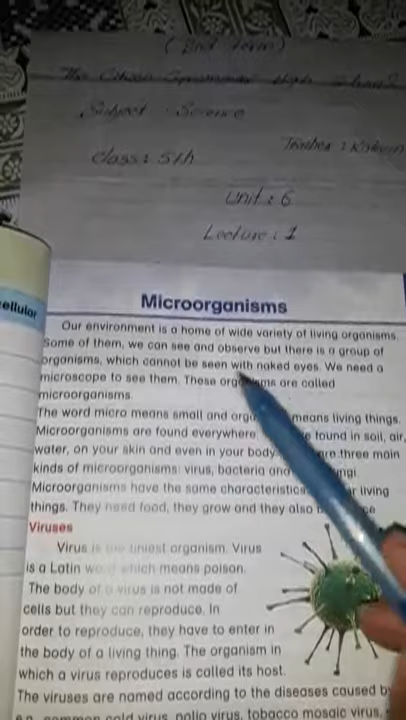 (2nd term)
Subject : Science
Teacher :
Class : 5th
Unit : 6
Lecture : 1
ellular
Microorganisms
Our environment is a home of wide variety of living organisms.
Some of them, we can see and observe but there is a group of
organisms, which cannot be seen with naked eyes. We need a
microscope to see them. These organisms are called
microorganisms.
The word micro means small and means living things.
Microorganisms are found everywhere found in soil, air,
water, on your skin and even in your body. are three main
kinds of microorganisms: virus, bacteria and
Microorganisms have the same characteristics living
things. They need food, they grow and they also
Viruses
Virus is the tiniest organism. Virus
is a Latin word which means poison.
The body of a virus is not made of
cells but they can reproduce. In
order to reproduce, they have to enter in
the body of a living thing. The organism in
which a virus reproduces is called its host.
The viruses are named according to the diseases caused by
e.g. common cold virus, polio virus, tobacco mosaic virus,